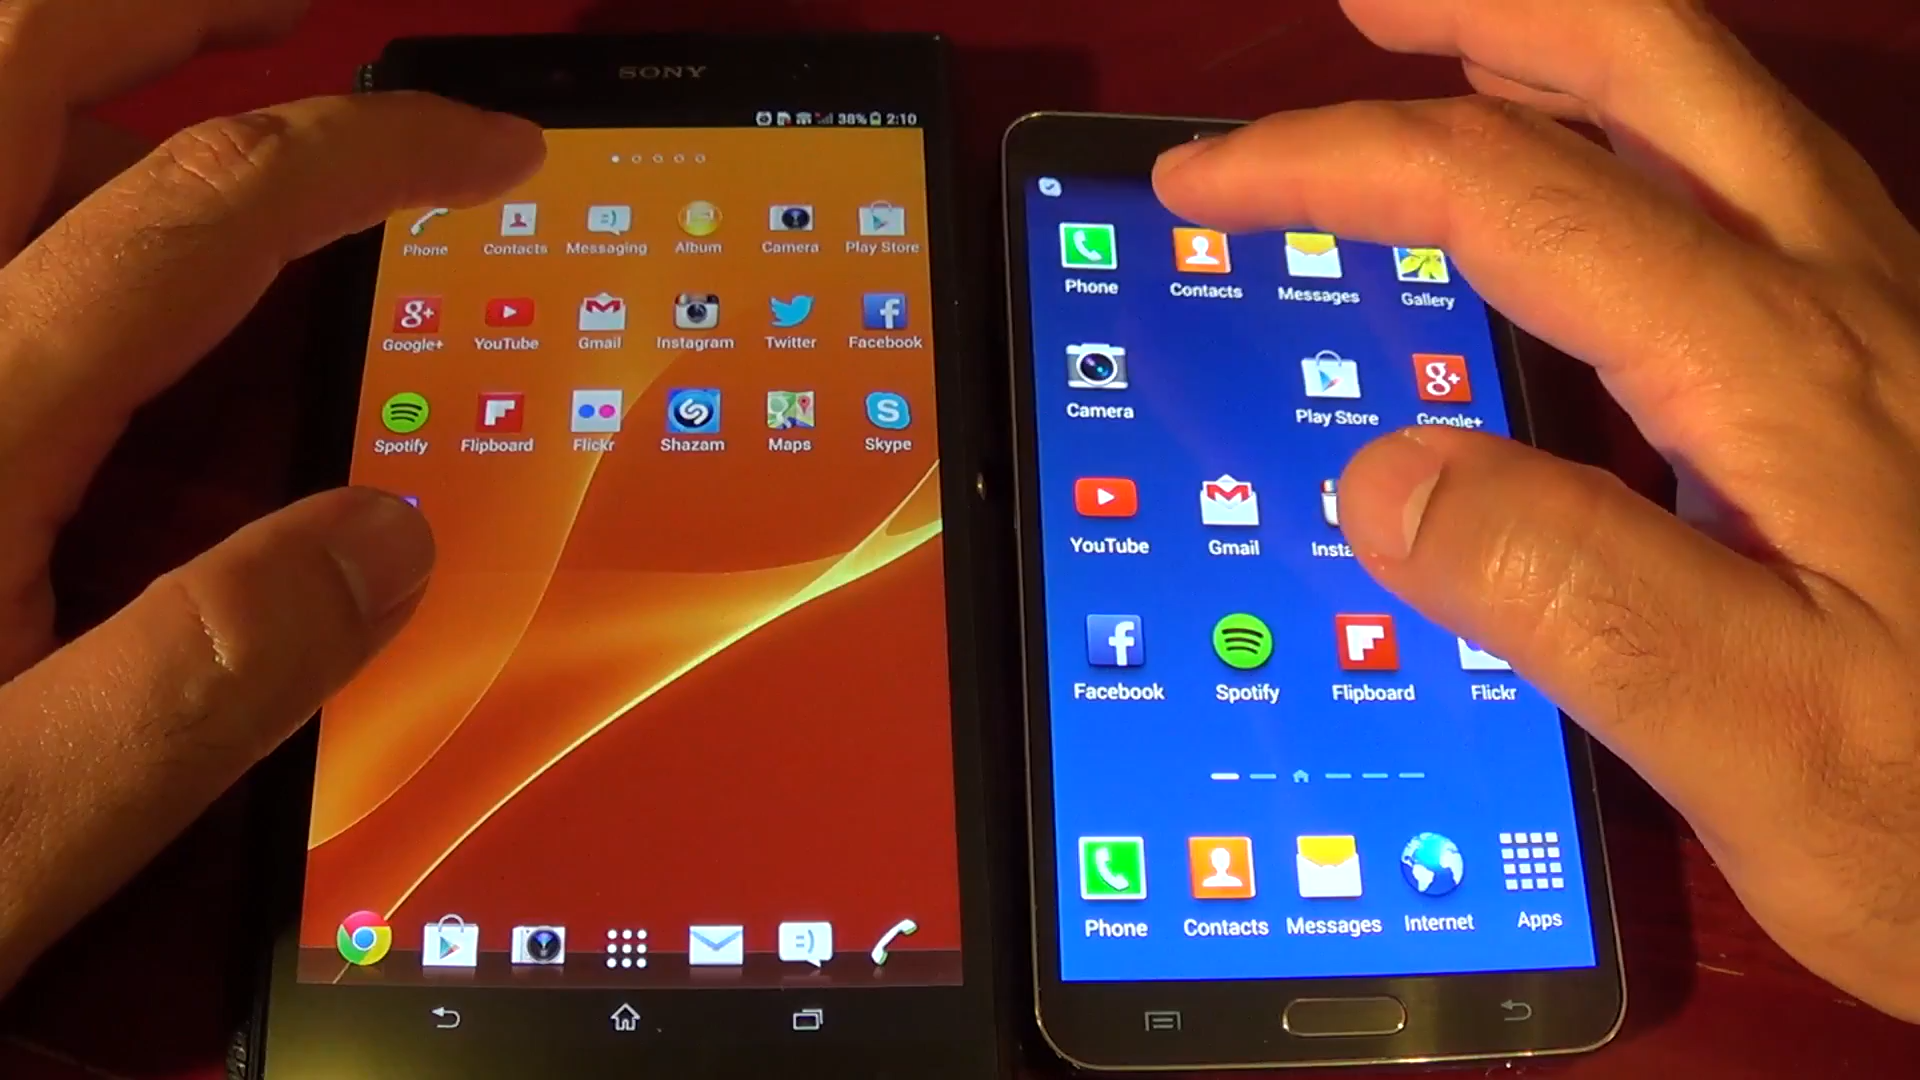 SONY
38% 2:10
Phone Contacts Messaging Album Camera Play Store
Google+ YouTube Gmail Instagram Twitter Facebook
Spotify Flipboard Flickr Shazam Maps Skype
Phone Contacts Messages Gallery
Camera Play Store Google+
YouTube Gmail Insta
Facebook Spotify Flipboard Flickr
Phone Contacts Messages Internet Apps